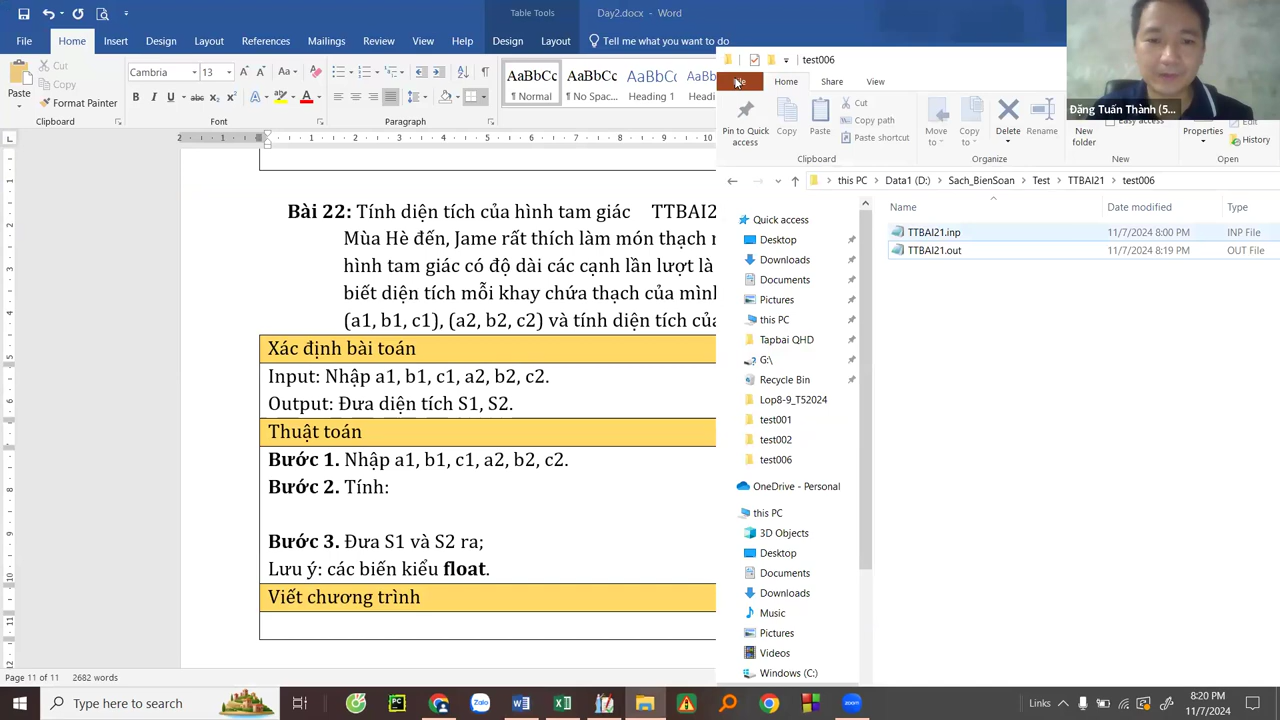 Table Tools
Day2.docx
File
Home
Insert
Design
Layout
References
Mailings
Review
View
Help
Design
Layout
Tell me what you want to do
Cut
Copy
Format Painter
Paste
Clipboard
Cambria
13
Font
Paragraph
AaBbCc
AaBbCc
AaBbCc
AaBbC
¶ Normal
¶ No Spac...
Heading 1
Bài 22: Tính diện tích của hình tam giác TTBAI2
Mùa Hè đến, Jame rất thích làm món thạch
hình tam giác có độ dài các cạnh lần lượt là
biết diện tích mỗi khay chứa thạch của mình
(a1, b1, c1), (a2, b2, c2) và tính diện tích của
Xác định bài toán
Input: Nhập a1, b1, c1, a2, b2, c2.
Output: Đưa diện tích S1, S2.
Thuật toán
Bước 1. Nhập a1, b1, c1, a2, b2, c2.
Bước 2. Tính:
Bước 3. Đưa S1 và S2 ra;
Lưu ý: các biến kiểu float.
Viết chương trình
Page 11 of 11
2682 words
test006
File
Home
Share
View
Pin to Quick access
Copy
Paste
Cut
Copy path
Paste shortcut
Clipboard
Move to
Copy to
Delete
Rename
Organize
New folder
Easy access
New
Properties
Edit
History
Open
Đặng Tuấn Thành (5...
this PC > Data1 (D:) > Sach_BienSoan > Test > TTBAI21 > test006
Name
Date modified
Type
TTBAI21.inp 11/7/2024 8:00 PM INP File
TTBAI21.out 11/7/2024 8:19 PM OUT File
Quick access
Desktop
Downloads
Documents
Pictures
this PC
Tapbai QHD
G:\
Recycle Bin
Lop8-9_T52024
test001
test002
test006
OneDrive - Personal
this PC
3D Objects
Desktop
Documents
Downloads
Music
Pictures
Videos
Windows (C:)
Type here to search
Links
8:20 PM
11/7/2024